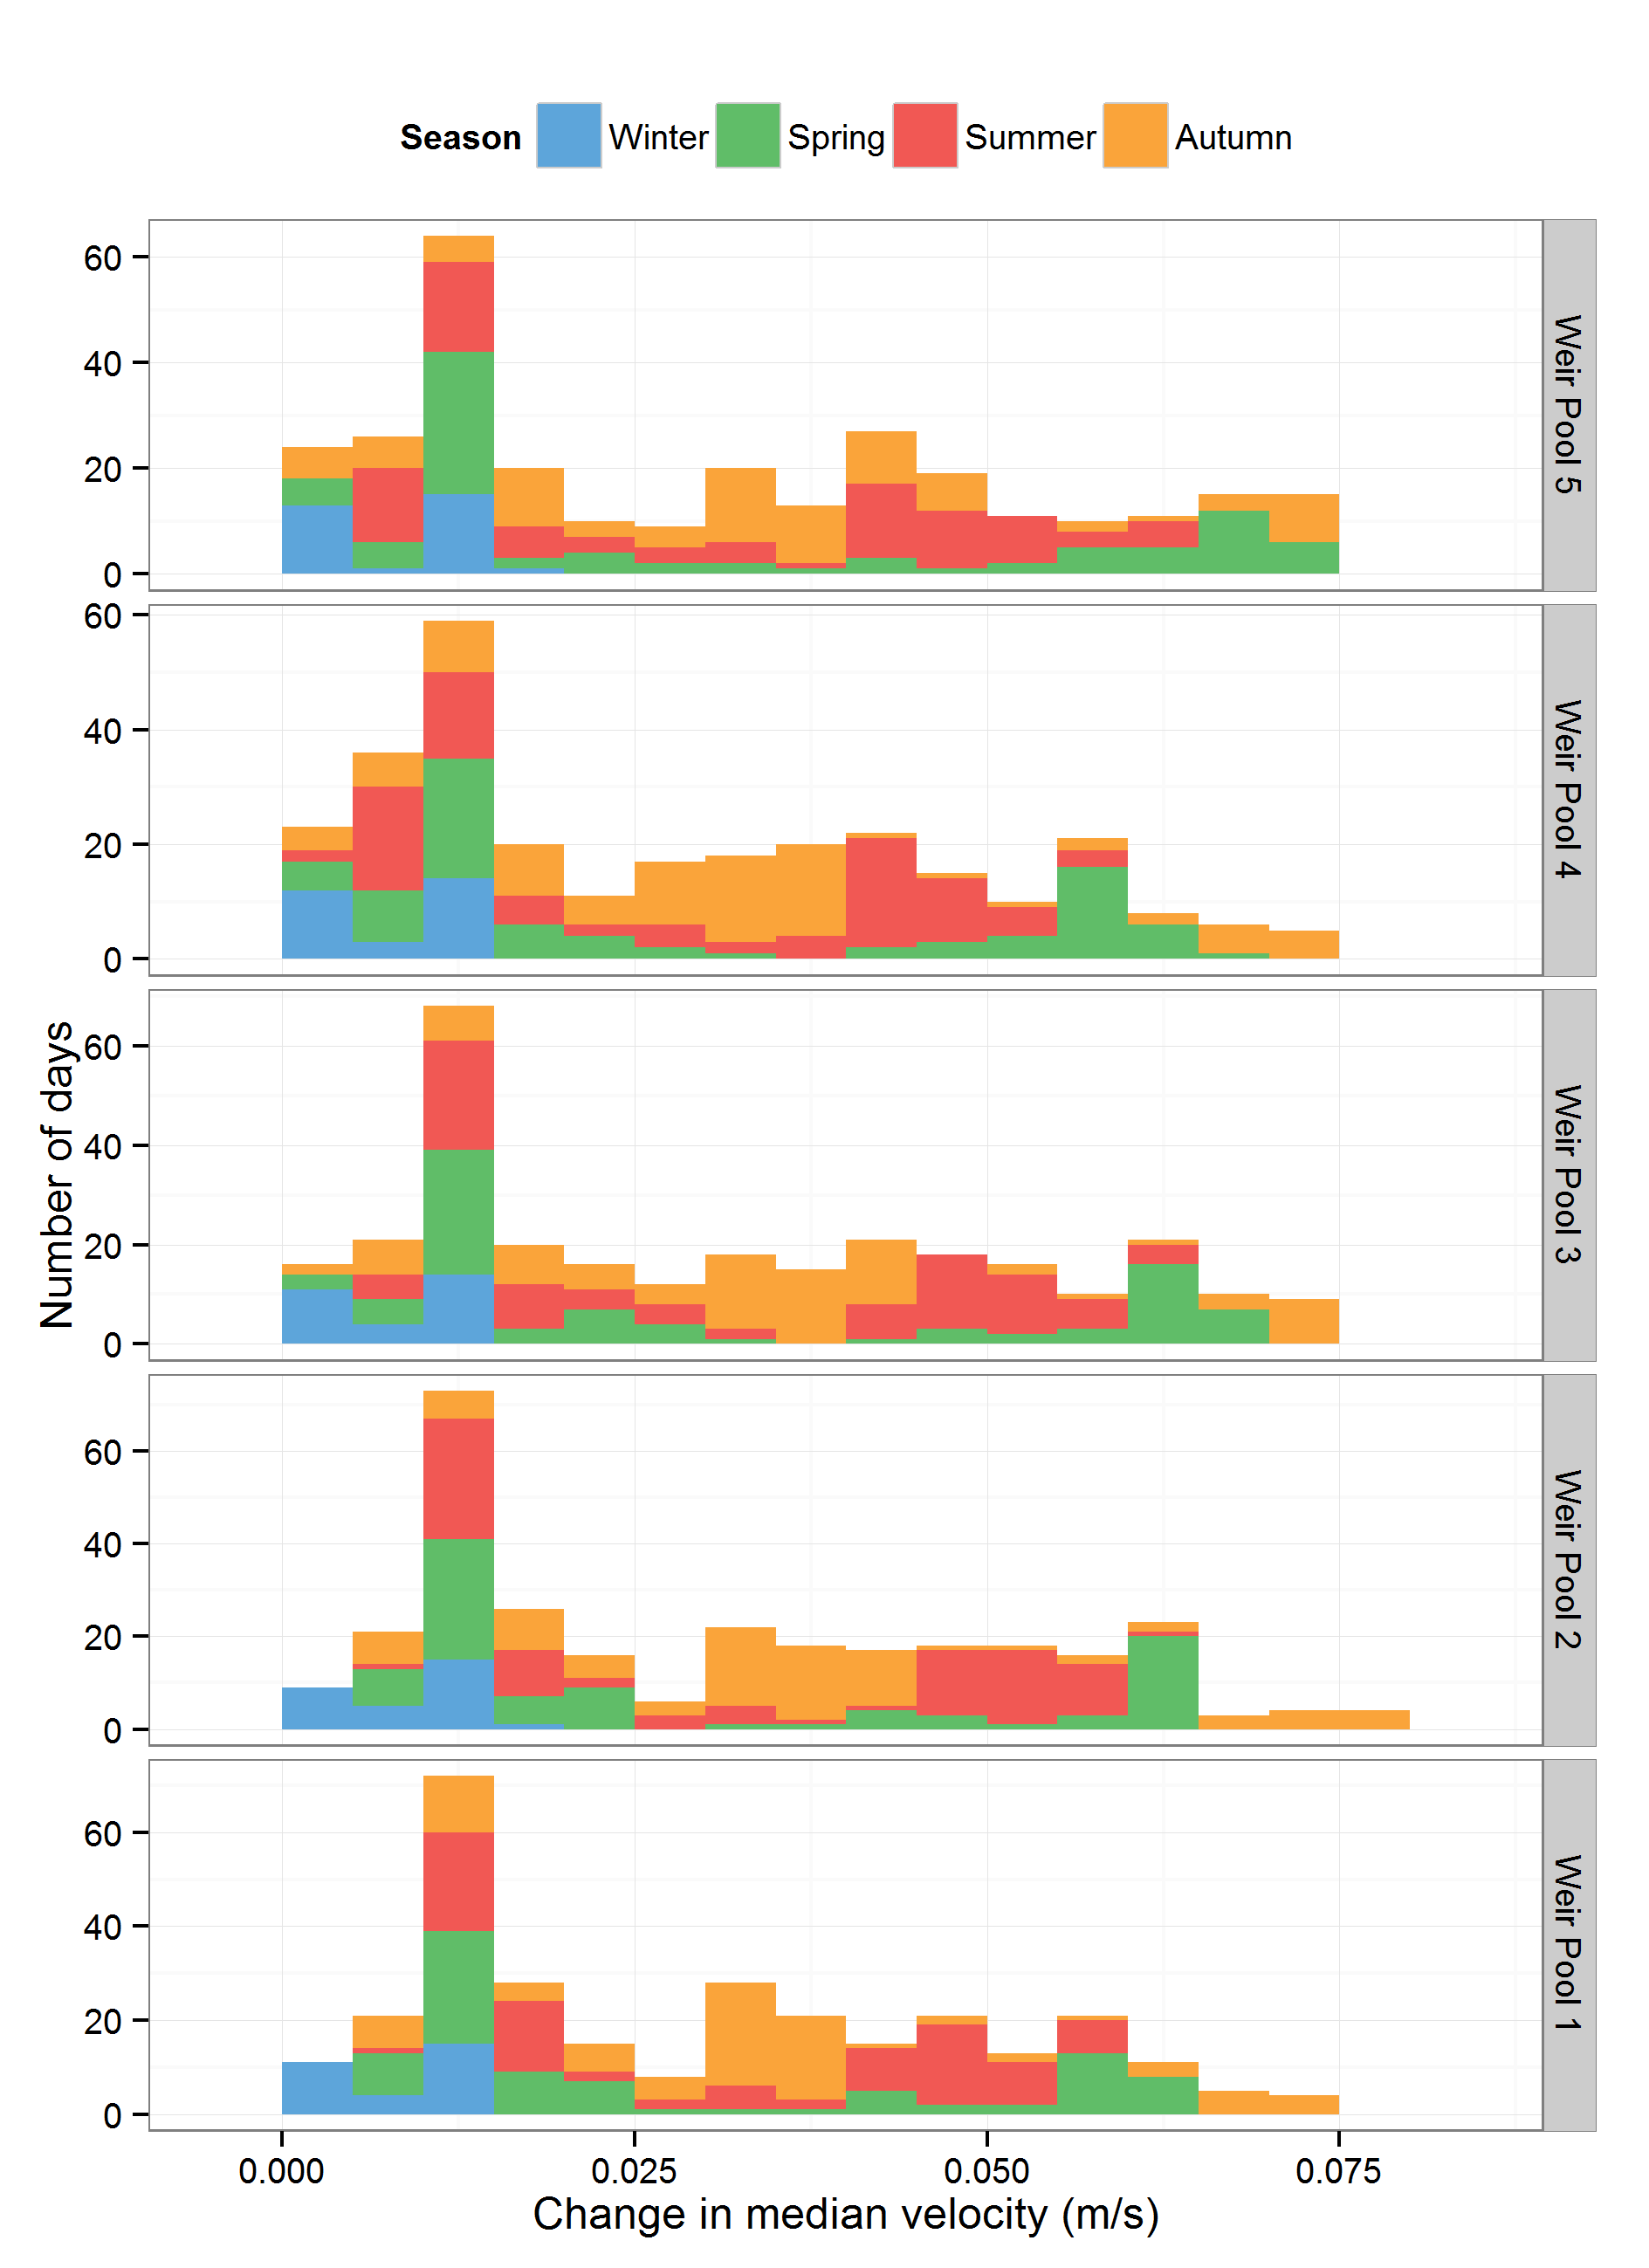 Season Winter Spring Summer Autumn
60
40
20
0
Weir Pool 5
60
40
20
0
Weir Pool 4
60
40
20
0
Weir Pool 3
60
40
20
0
Weir Pool 2
60
40
20
0
Weir Pool 1
Number of days
0.000 0.025 0.050 0.075
Change in median velocity (m/s)